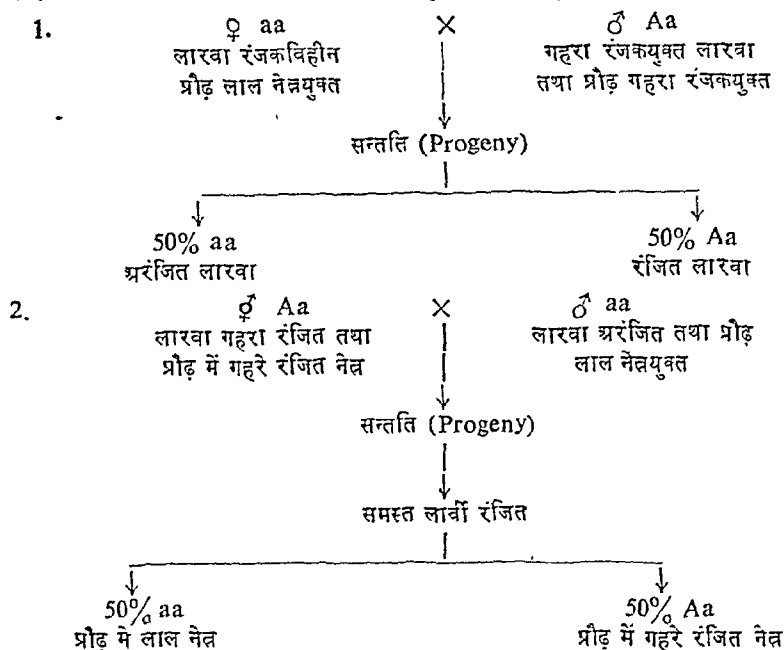 1. ♀ aa × ♂ Aa
लारवा रंजकविहीन गहरा रंजकयुक्त लारवा
प्रौढ़ लाल नेत्रयुक्त तथा प्रौढ़ गहरा रंजकयुक्त
सन्तति (Progeny)
50% aa 50% Aa
अरंजित लारवा रंजित लारवा
2. ♀ Aa × ♂ aa
लारवा गहरा रंजित तथा लारवा अरंजित तथा प्रौढ़
प्रौढ़ में गहरे रंजित नेत्र लाल नेत्रयुक्त
सन्तति (Progeny)
समस्त लार्वी रंजित
50% aa 50% Aa
प्रौढ़ मे लाल नेत्र प्रौढ़ में गहरे रंजित नेत्र